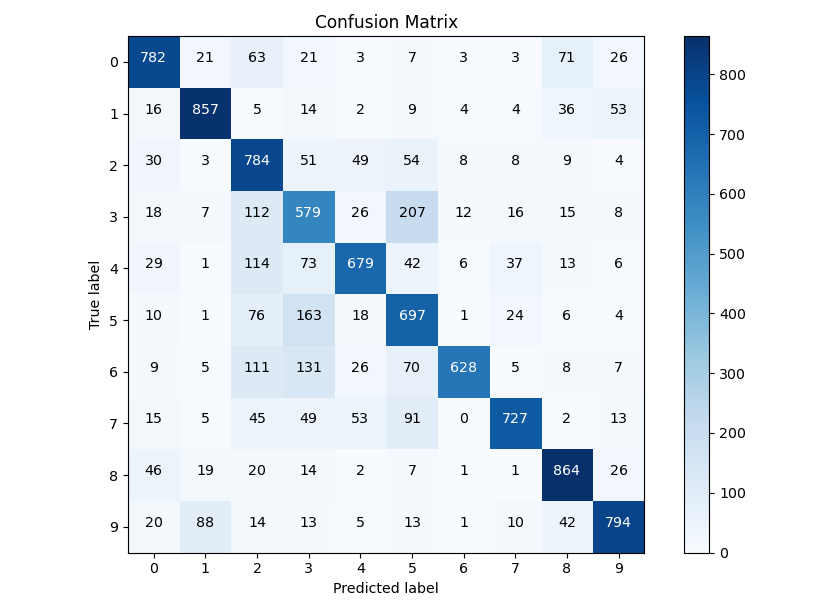 Confusion Matrix
0 782 21 63 21 3 7 3 3 71 26
1 16 857 5 14 2 9 4 4 36 53
2 30 3 784 51 49 54 8 8 9 4
3 18 7 112 579 26 207 12 16 15 8
4 29 1 114 73 679 42 6 37 13 6
5 10 1 76 163 18 697 1 24 6 4
6 9 5 111 131 26 70 628 5 8 7
7 15 5 45 49 53 91 0 727 2 13
8 46 19 20 14 2 7 1 1 864 26
9 20 88 14 13 5 13 1 10 42 794
0 1 2 3 4 5 6 7 8 9
Predicted label
True label
800
700
600
500
400
300
200
100
0